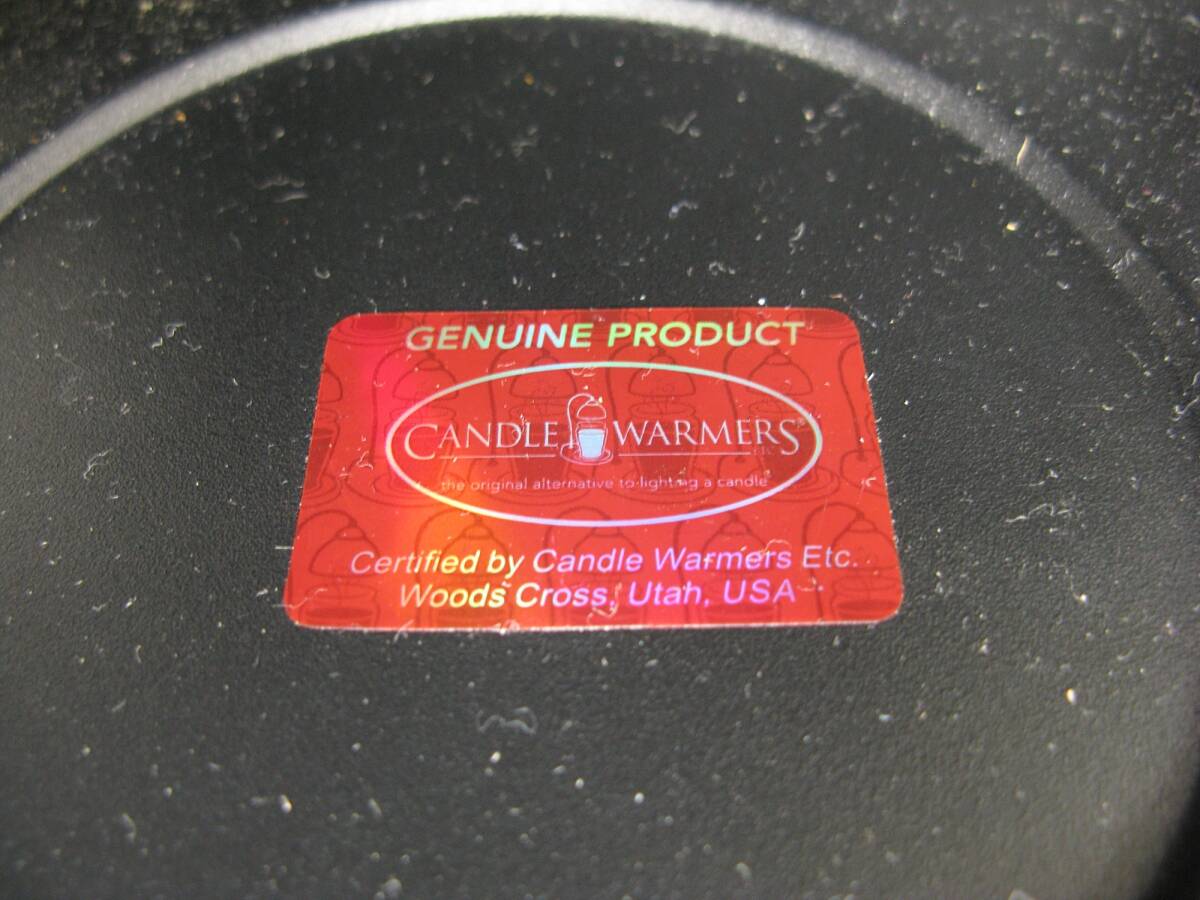 GENUINE PRODUCT
CANDLE WARMERS
the original alternative to lighting a candle
Certified by Candle Warmers Etc.
Woods Cross, Utah, USA